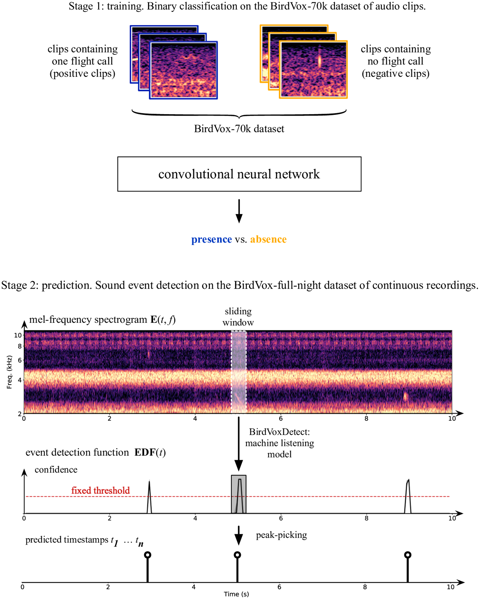 Stage 1: training. Binary classification on the BirdVox-70k dataset of audio clips.
clips containing
one flight call
(positive clips)
clips containing
no flight call
(negative clips)
BirdVox-70k dataset
convolutional neural network
presence vs. absence
Stage 2: prediction. Sound event detection on the BirdVox-full-night dataset of continuous recordings.
mel-frequency spectrogram E(t, f)
sliding
window
Freq. (kHz)
10
8
6
4
2
0 2 4 6 8 10
BirdVoxDetect:
machine listening
model
event detection function EDF(t)
confidence
fixed threshold
0 2 4 6 8 10
predicted timestamps t1 … tn
peak-picking
0 2 4 6 8 10
Time (s)